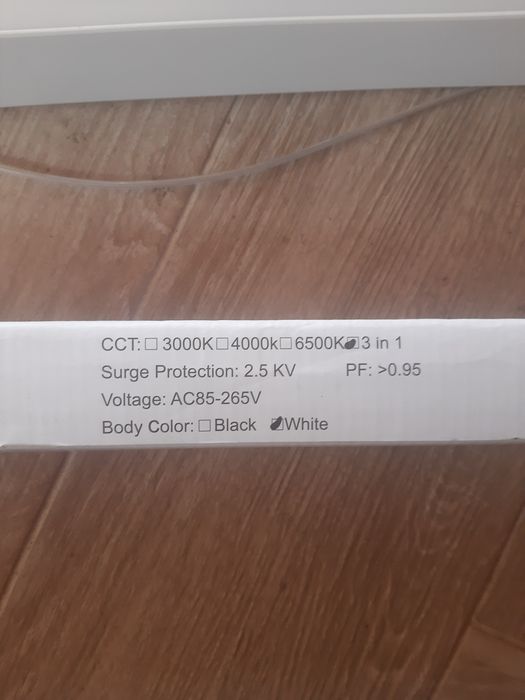 CCT: ☐ 3000K ☐ 4000k ☐ 6500K ☑ 3 in 1
Surge Protection: 2.5 KV PF: >0.95
Voltage: AC85-265V
Body Color: ☐ Black ☑ White